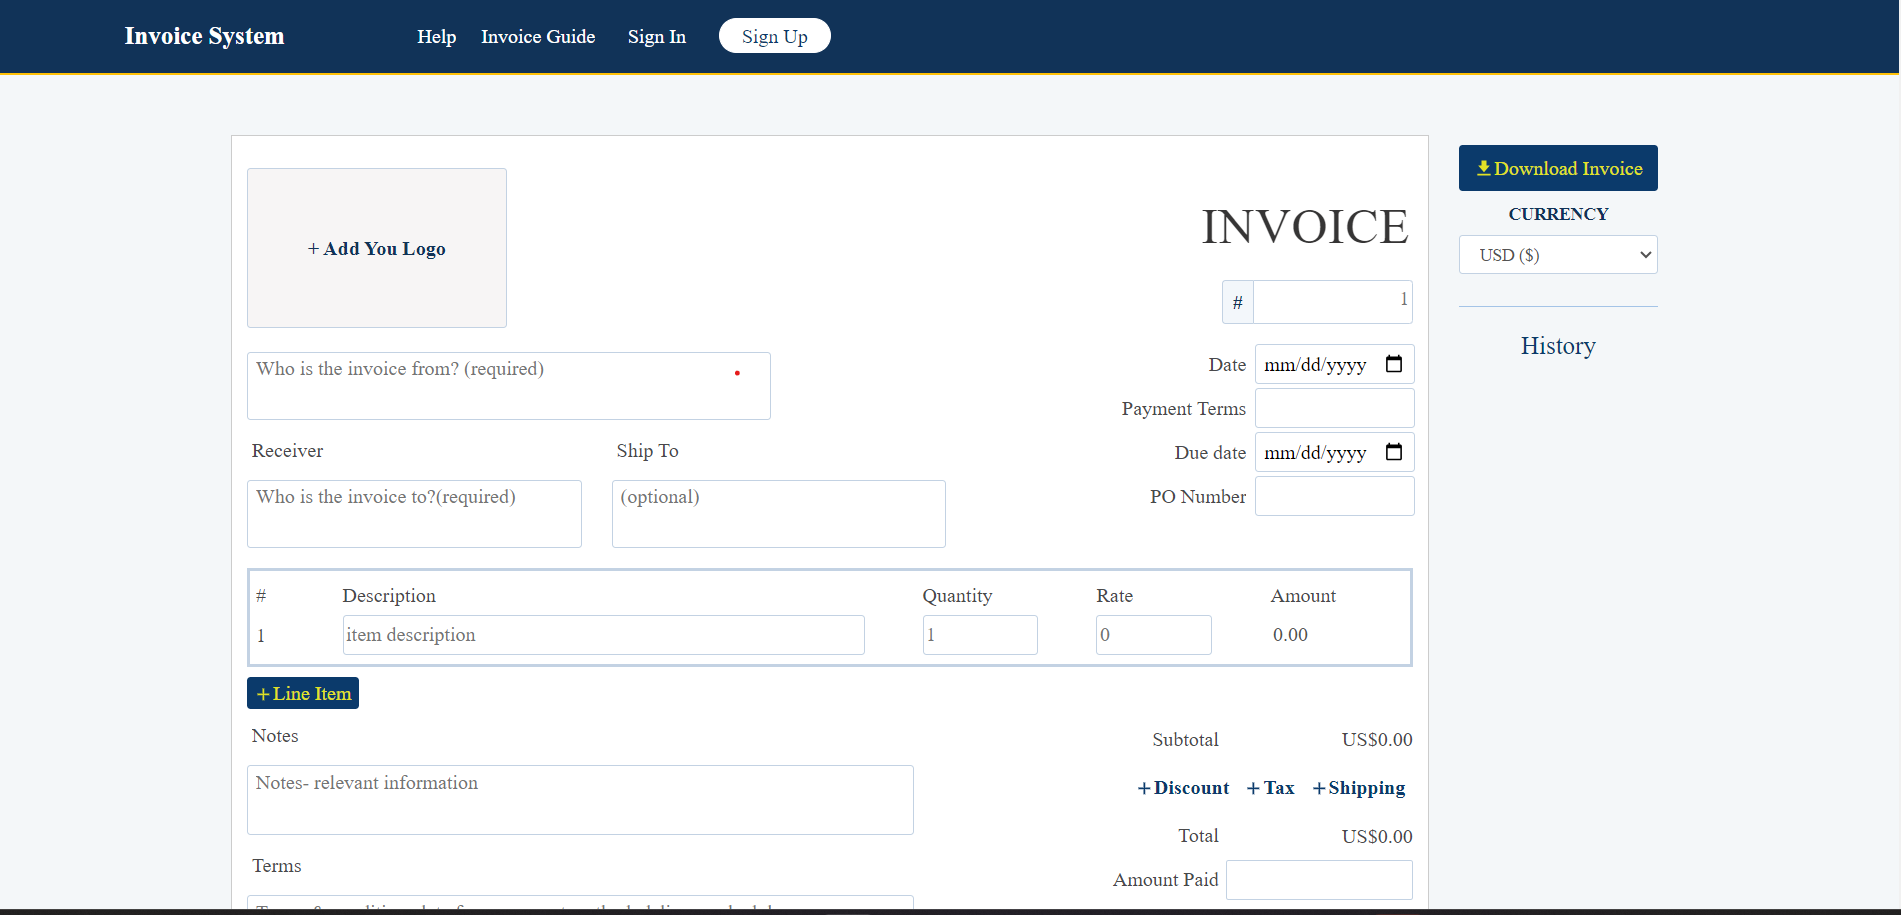 Invoice System
Help
Invoice Guide
Sign In
Sign Up
Download Invoice
CURRENCY
USD ($)
History
+ Add You Logo
INVOICE
# 1
Who is the invoice from? (required)
Date mm/dd/yyyy
Payment Terms
Due date mm/dd/yyyy
PO Number
Receiver
Ship To
Who is the invoice to?(required)
(optional)
# Description Quantity Rate Amount
1 item description 1 0 0.00
+Line Item
Notes
Notes- relevant information
Subtotal US$0.00
+Discount +Tax +Shipping
Total US$0.00
Amount Paid
Terms